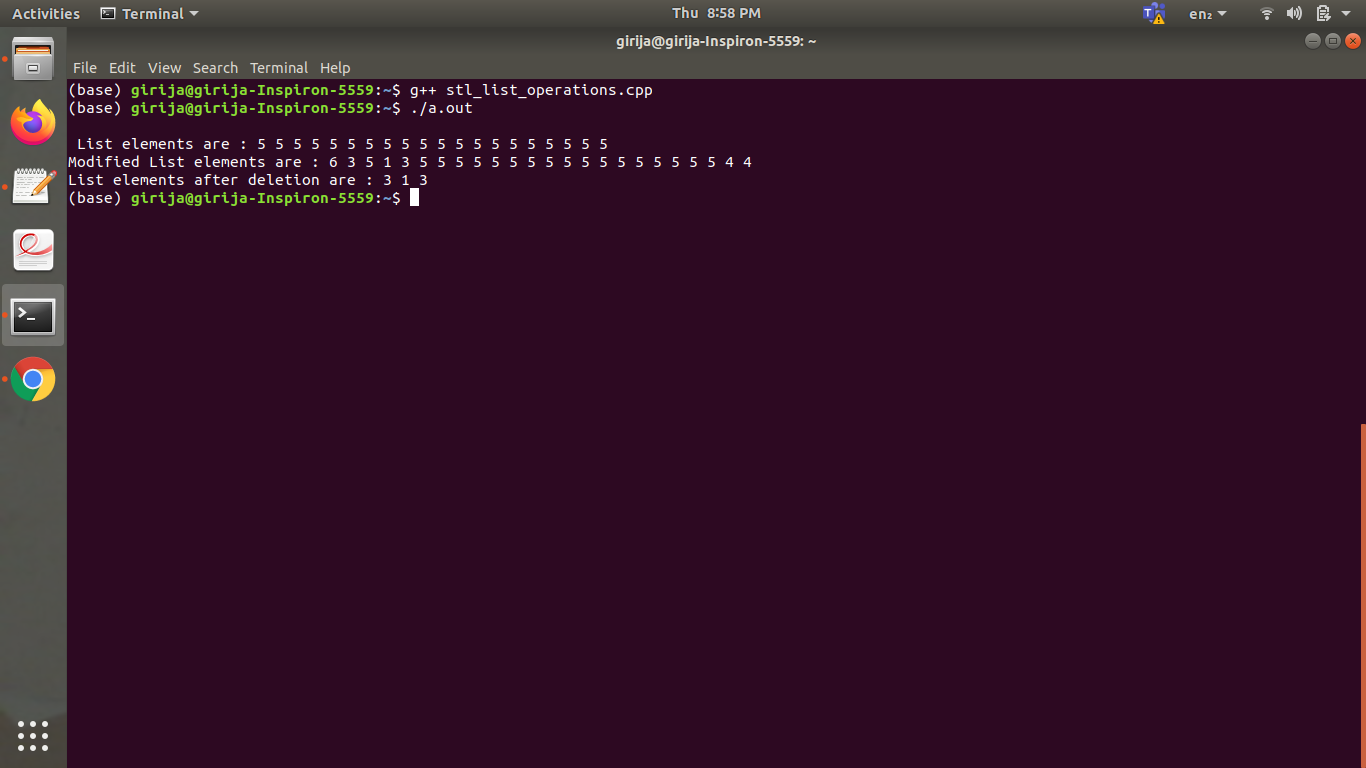 Activities Terminal Thu 8:58 PM en₂
girija@girija-Inspiron-5559: ~
File Edit View Search Terminal Help
(base) girija@girija-Inspiron-5559:~$ g++ stl_list_operations.cpp
(base) girija@girija-Inspiron-5559:~$ ./a.out
List elements are : 5 5 5 5 5 5 5 5 5 5 5 5 5 5 5 5 5 5 5 5
Modified List elements are : 6 3 5 1 3 5 5 5 5 5 5 5 5 5 5 5 5 5 5 5 5 5 4 4
List elements after deletion are : 3 1 3
(base) girija@girija-Inspiron-5559:~$